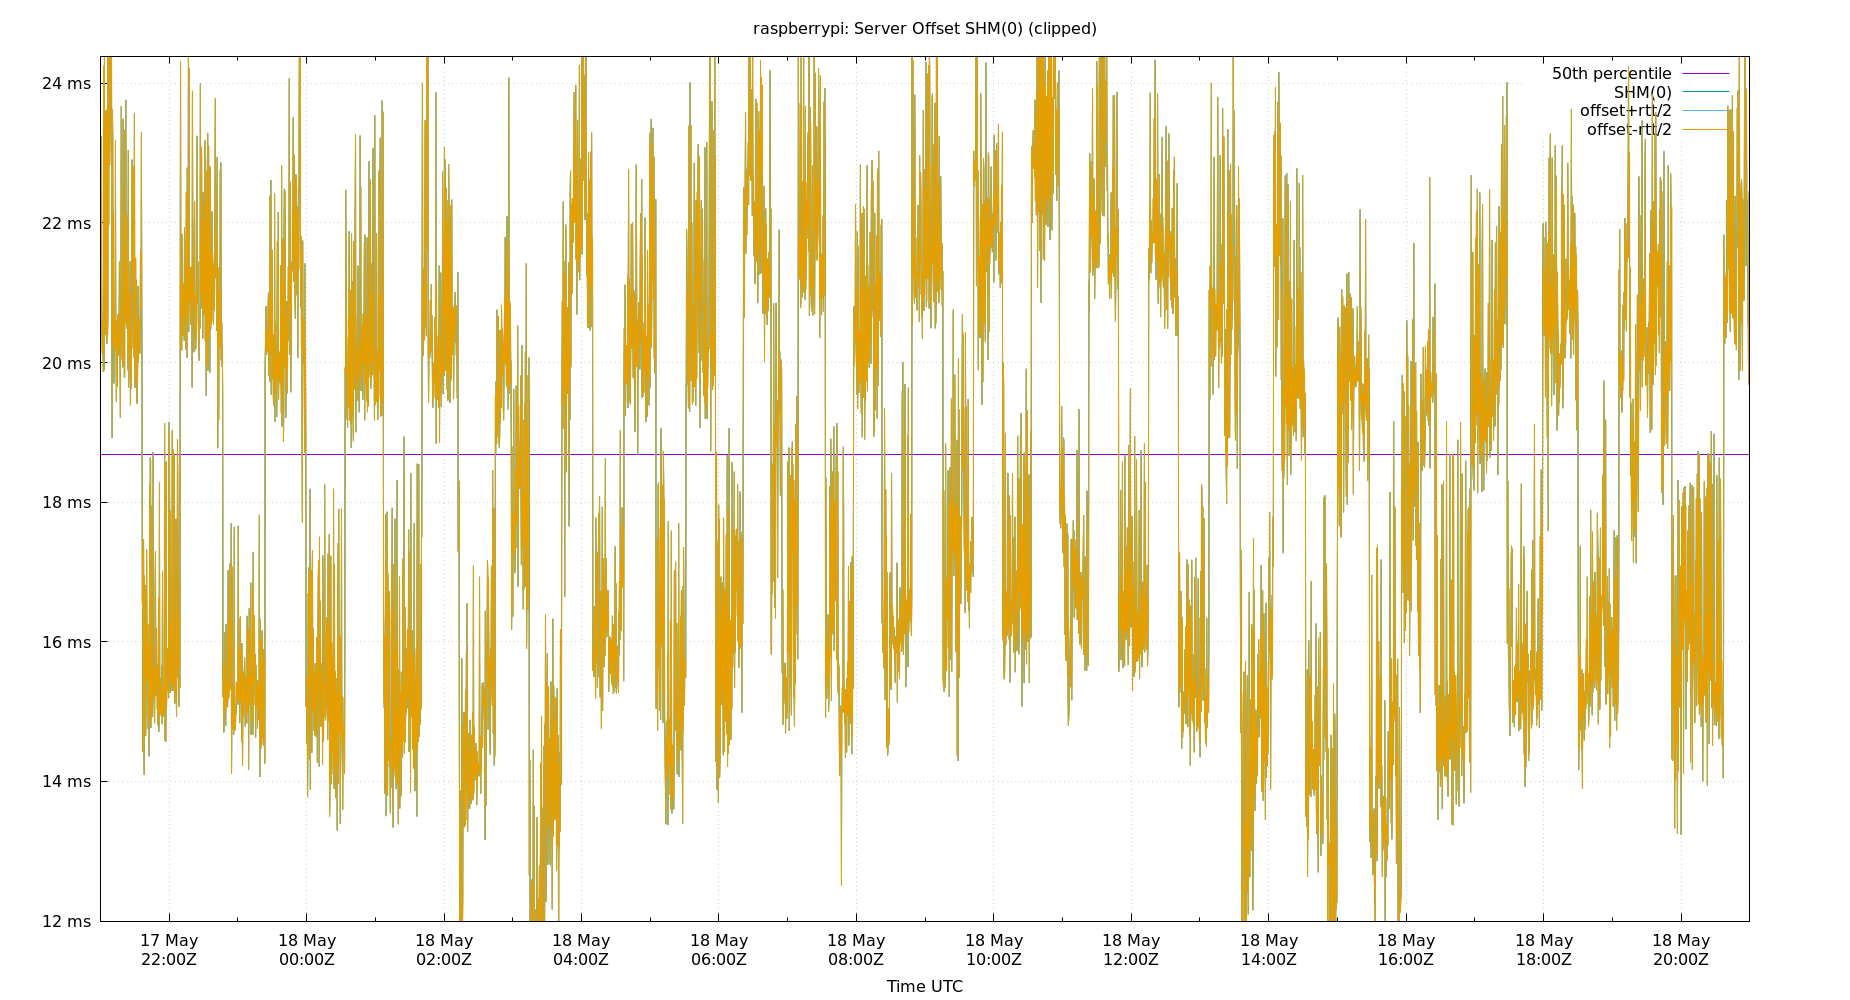 raspberrypi: Server Offset SHM(0) (clipped)
24 ms
22 ms
20 ms
18 ms
16 ms
14 ms
12 ms
50th percentile
SHM(0)
offset+rtt/2
offset-rtt/2
17 May 18 May 18 May 18 May 18 May 18 May 18 May 18 May 18 May 18 May 18 May 18 May
22:00Z 00:00Z 02:00Z 04:00Z 06:00Z 08:00Z 10:00Z 12:00Z 14:00Z 16:00Z 18:00Z 20:00Z
Time UTC